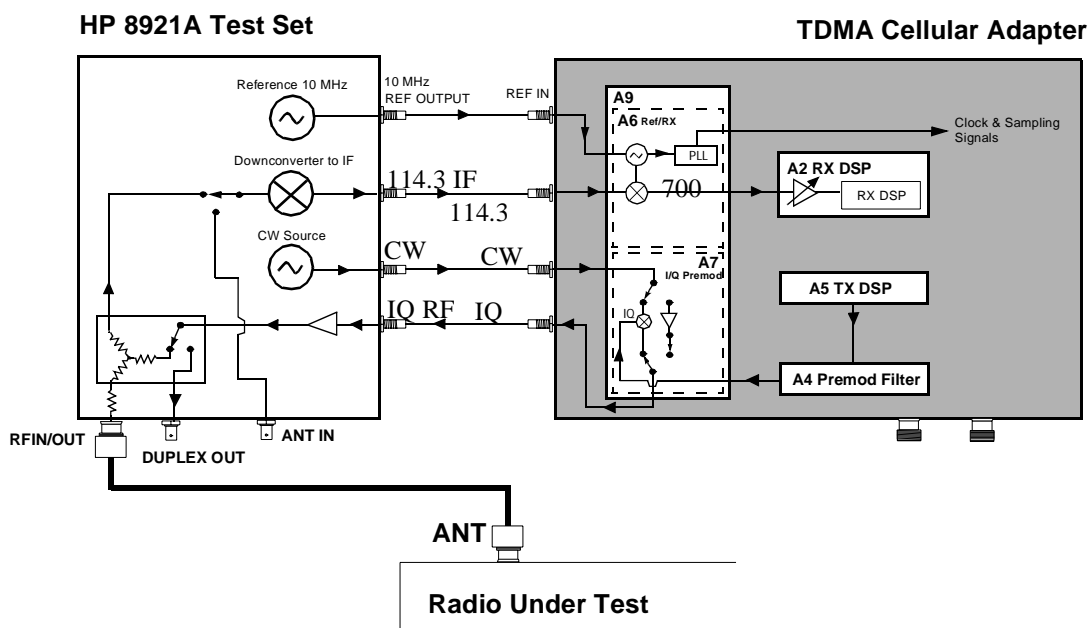 HP 8921A Test Set
TDMA Cellular Adapter
Reference 10 MHz
10 MHz
REF OUTPUT
REF IN
A9
A6 Ref/RX
PLL
Clock & Sampling
Signals
Downconverter to IF
114.3 IF
114.3
700
A2 RX DSP
RX DSP
CW Source
CW
CW
A7
I/Q Premod
IQ
A5 TX DSP
IQ RF
IQ
A4 Premod Filter
RFIN/OUT
DUPLEX OUT
ANT IN
ANT
Radio Under Test